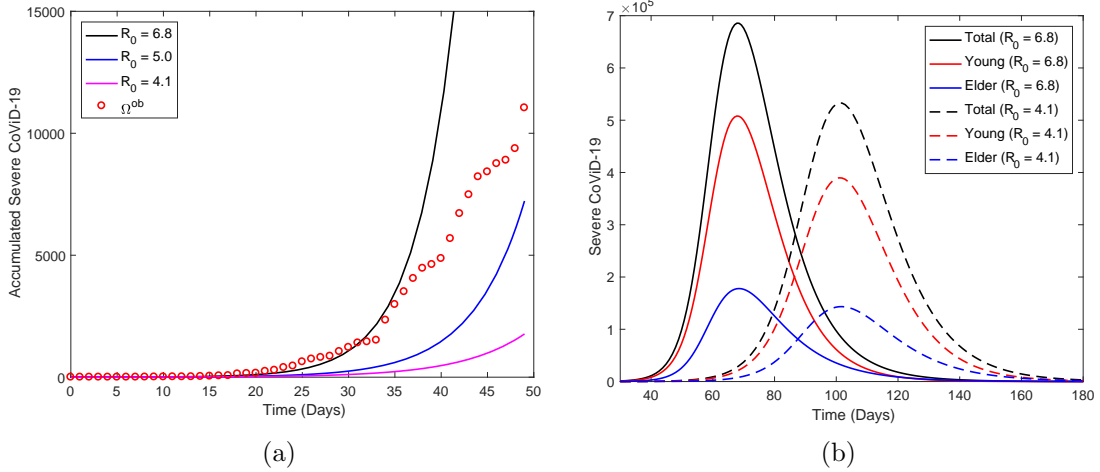 15000
10000
5000
0
0 5 10 15 20 25 30 35 40 45 50
Accumulated Severe CoViD-19
Time (Days)
R0 = 6.8
R0 = 5.0
R0 = 4.1
Ω^ob
(a)
×10^5
7
6
5
4
3
2
1
0
40 60 80 100 120 140 160 180
Severe CoViD-19
Time (Days)
Total (R0 = 6.8)
Young (R0 = 6.8)
Elder (R0 = 6.8)
Total (R0 = 4.1)
Young (R0 = 4.1)
Elder (R0 = 4.1)
(b)